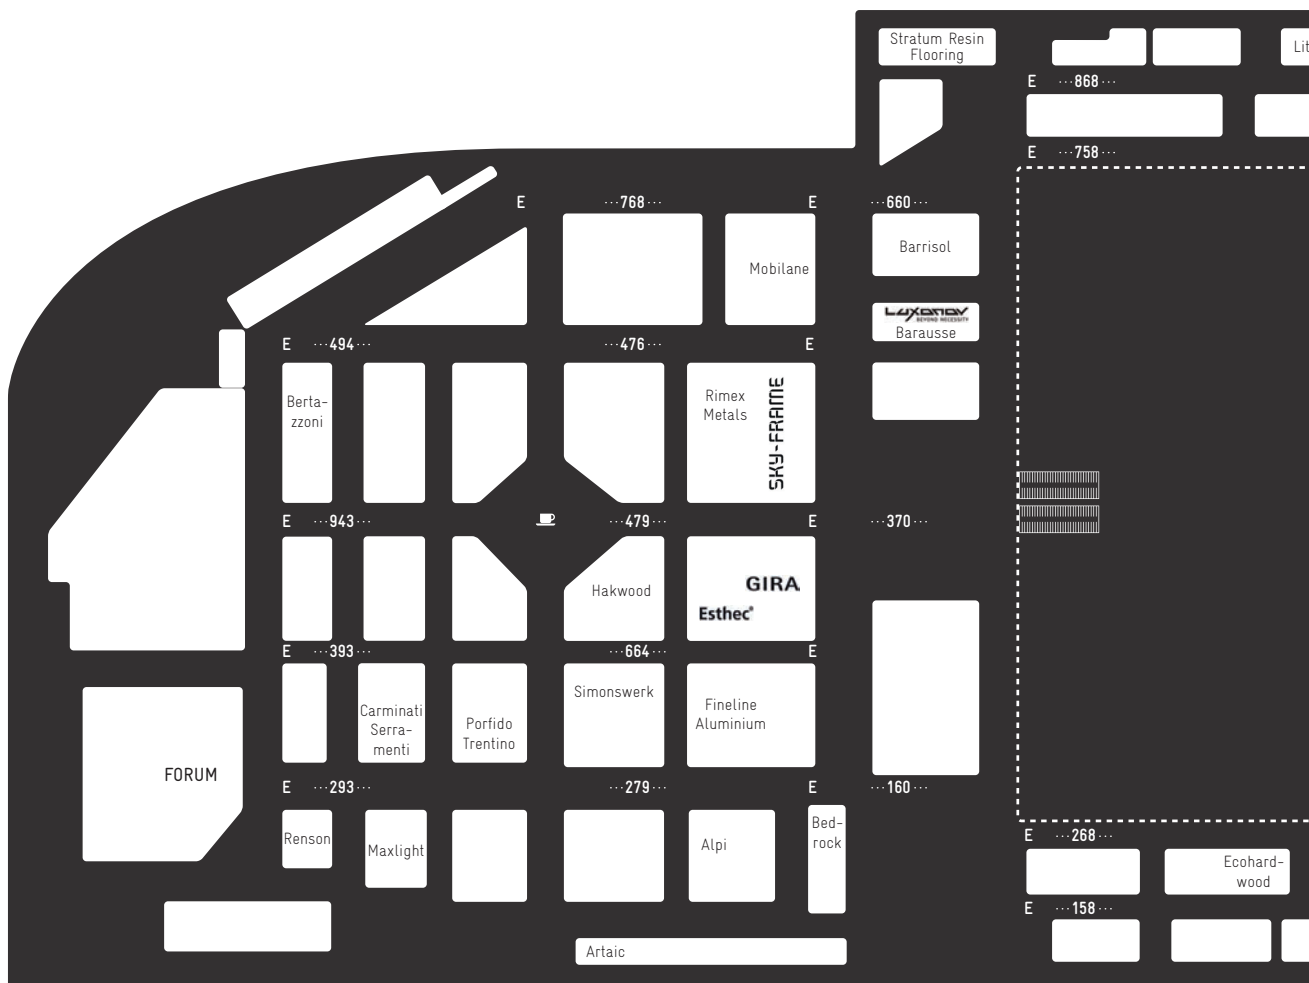 Stratum Resin
Flooring
Lit
E ···868···
E ···758···
E ···768··· E ···660···
Barrisol
Mobilane
LUXONOV
BEYOND NECESSITY
Barausse
E ···494··· ···476··· E
Berta-
zzoni
Rimex
Metals
SKY-FRAME
E ···943··· ···479··· E ···370···
Hakwood
GIRA
Esthec®
E ···393··· ···664··· E
Carminati
Serra-
menti
Porfido
Trentino
Simonswerk
Fineline
Aluminium
FORUM
E ···293··· ···279··· E ···160···
Renson
Maxlight
Alpi
Bed-
rock
E ···268···
Ecohard-
wood
E ···158···
Artaic